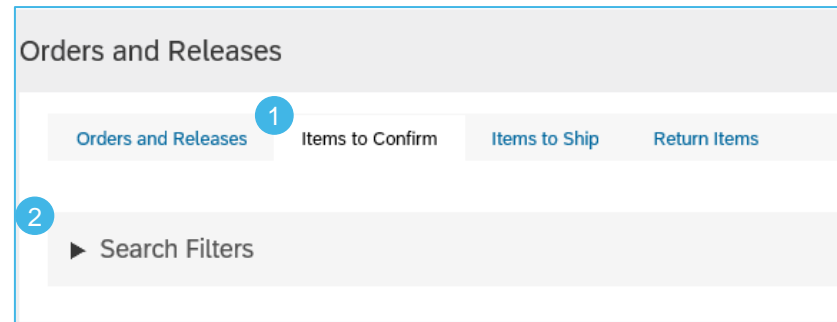 Orders and Releases
1
Orders and Releases Items to Confirm Items to Ship Return Items
2
Search Filters